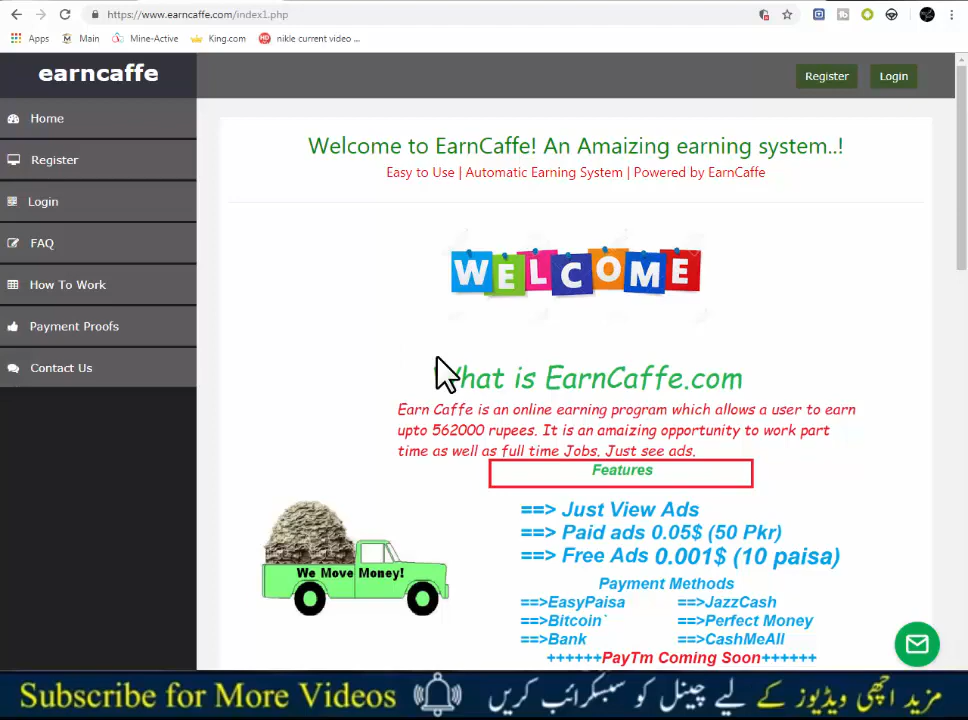 https://www.earncaffe.com/index1.php
Apps
Main
Mine-Active
King.com
nikle current video ...
earncaffe
Register
Login
Home
Register
Login
FAQ
How To Work
Payment Proofs
Contact Us
Welcome to EarnCaffe! An Amaizing earning system..!
Easy to Use | Automatic Earning System | Powered by EarnCaffe
WELCOME
What is EarnCaffe.com
Earn Caffe is an online earning program which allows a user to earn
upto 562000 rupees. It is an amaizing opportunity to work part
time as well as full time Jobs. Just see ads.
Features
==> Just View Ads
==> Paid ads 0.05$ (50 Pkr)
==> Free Ads 0.001$ (10 paisa)
We Move Money!
Payment Methods
==>EasyPaisa ==>JazzCash
==>Bitcoin` ==>Perfect Money
==>Bank ==>CashMeAll
++++++PayTm Coming Soon++++++
Subscribe for More Videos مزید اچھی ویڈیوز کے لیے چینل کو سبسکرائب کریں